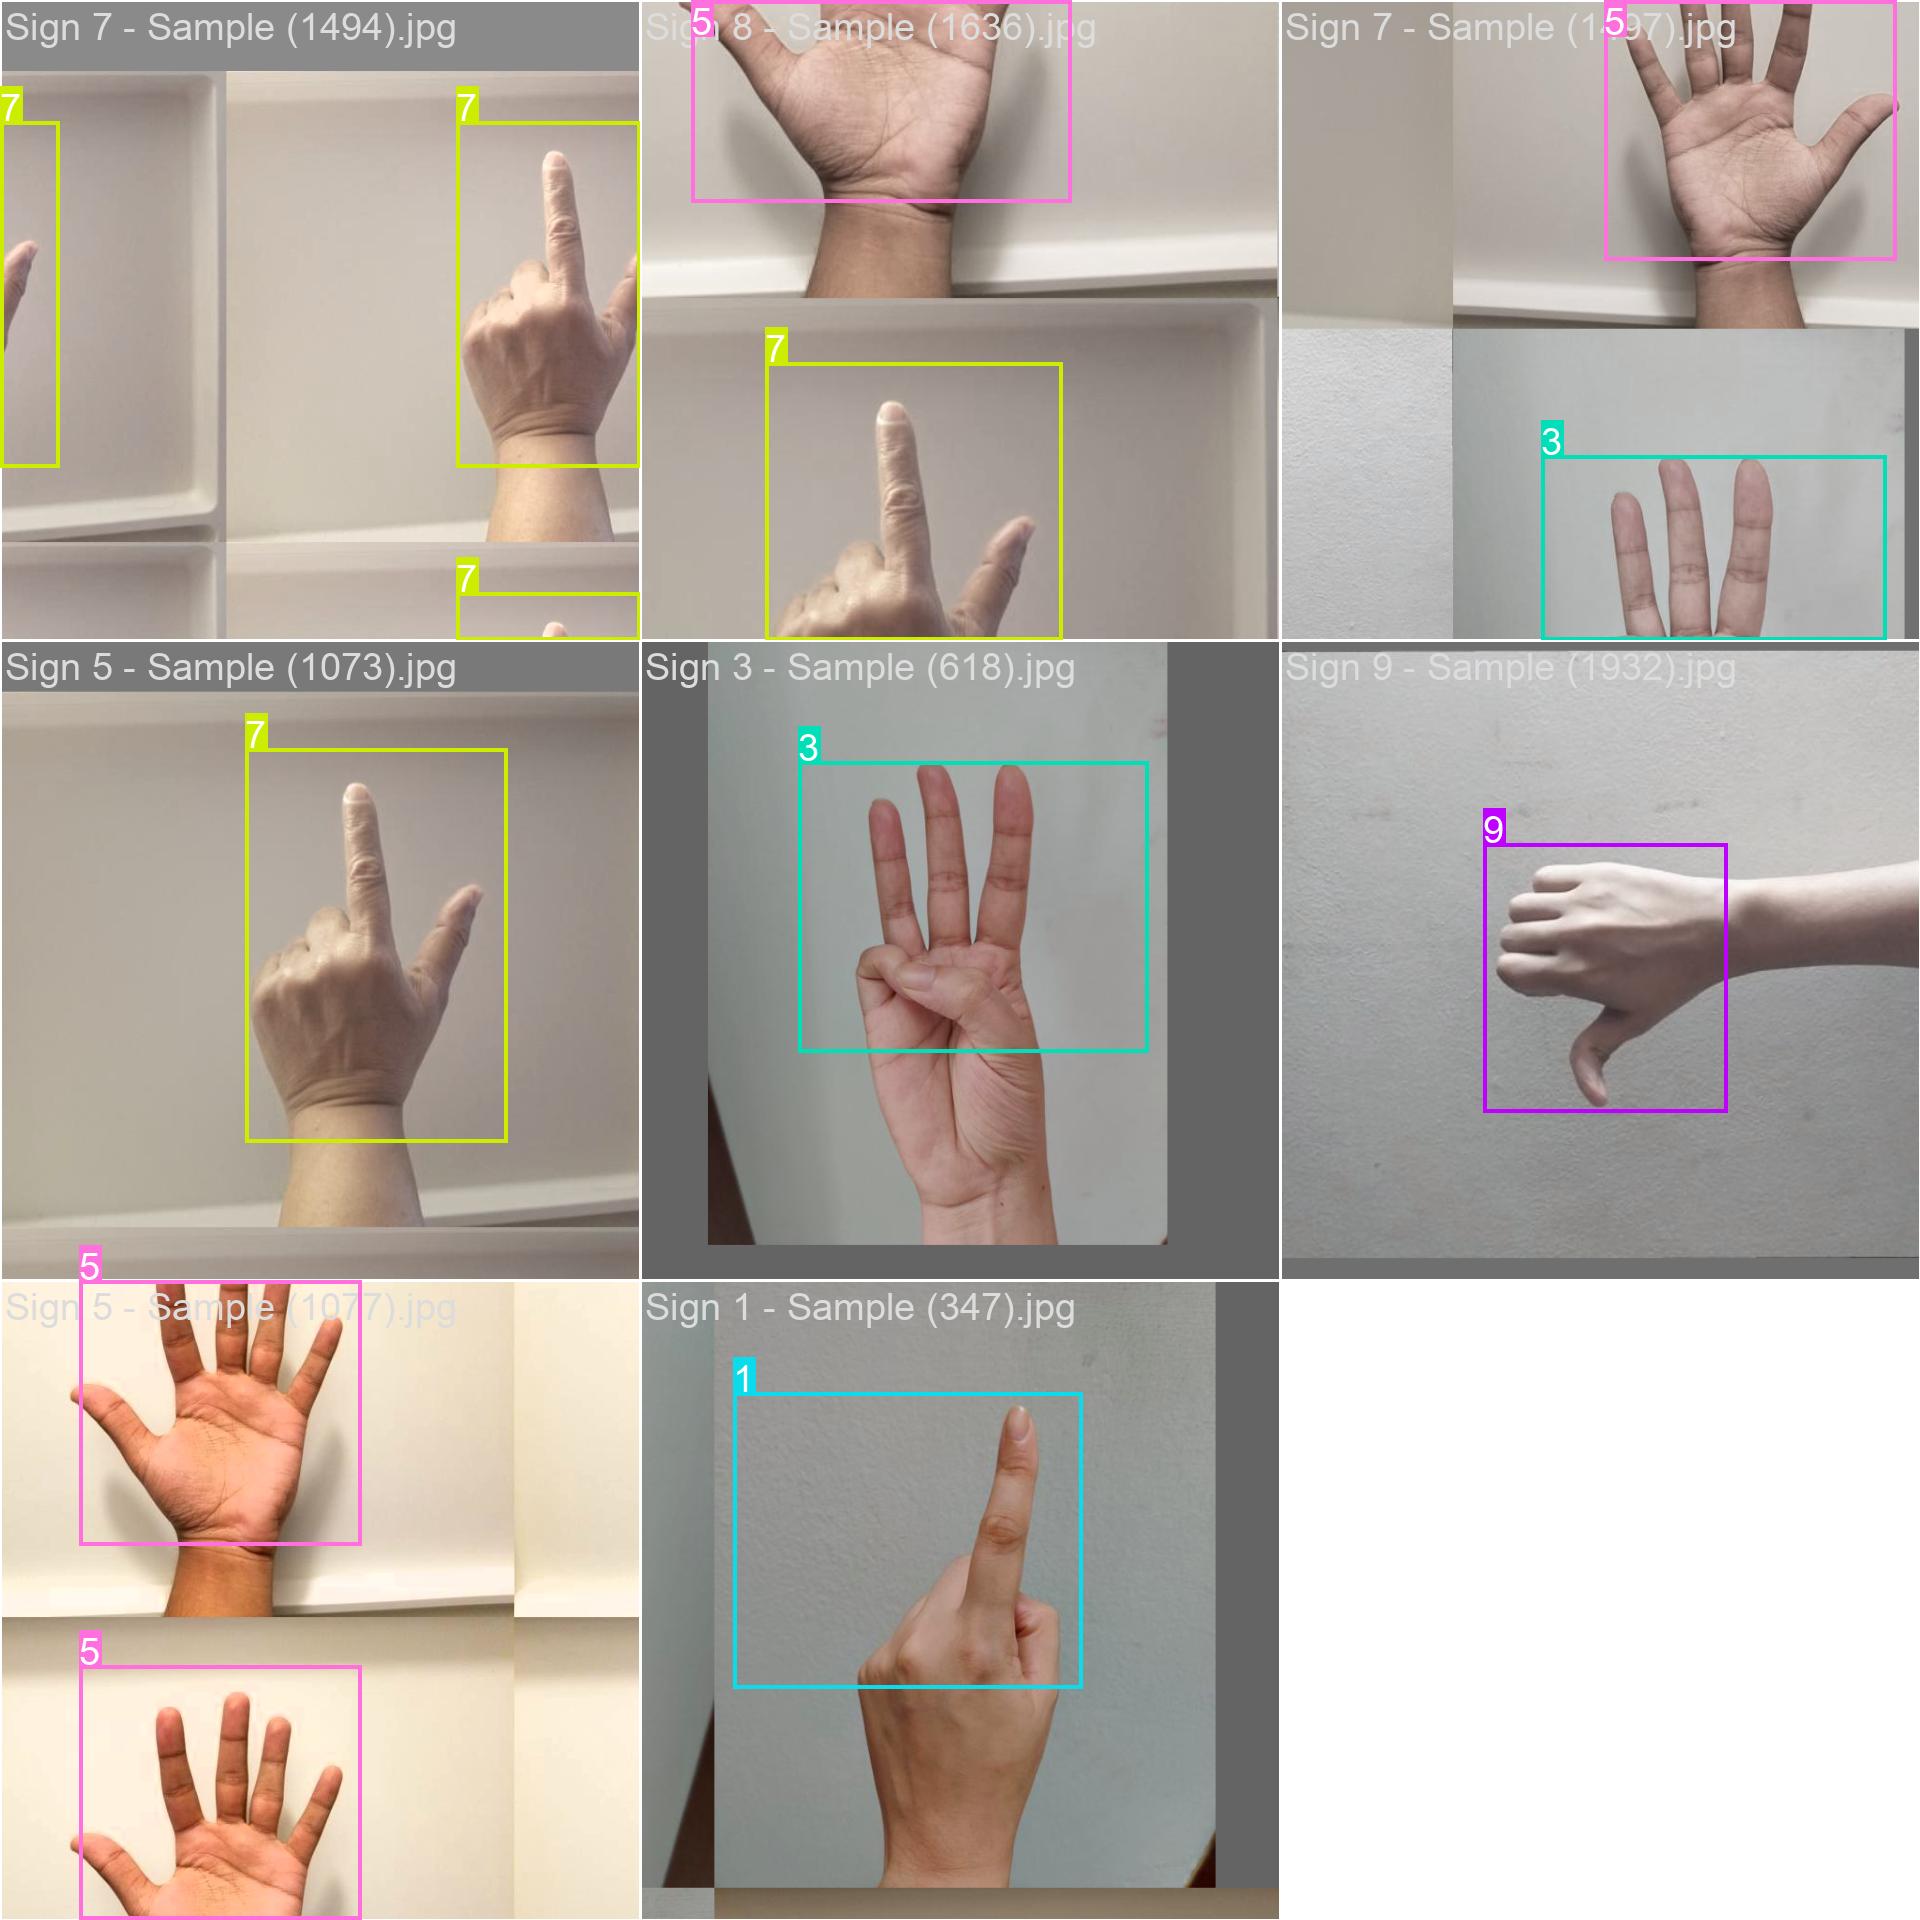 Sign 7 - Sample (1494).jpg
7
7
7
Sign 8 - Sample (1636).jpg
5
7
Sign 7 - Sample (1497).jpg
5
3
Sign 5 - Sample (1073).jpg
7
Sign 3 - Sample (618).jpg
3
Sign 9 - Sample (1932).jpg
9
Sign 5 - Sample (1077).jpg
5
5
Sign 1 - Sample (347).jpg
1